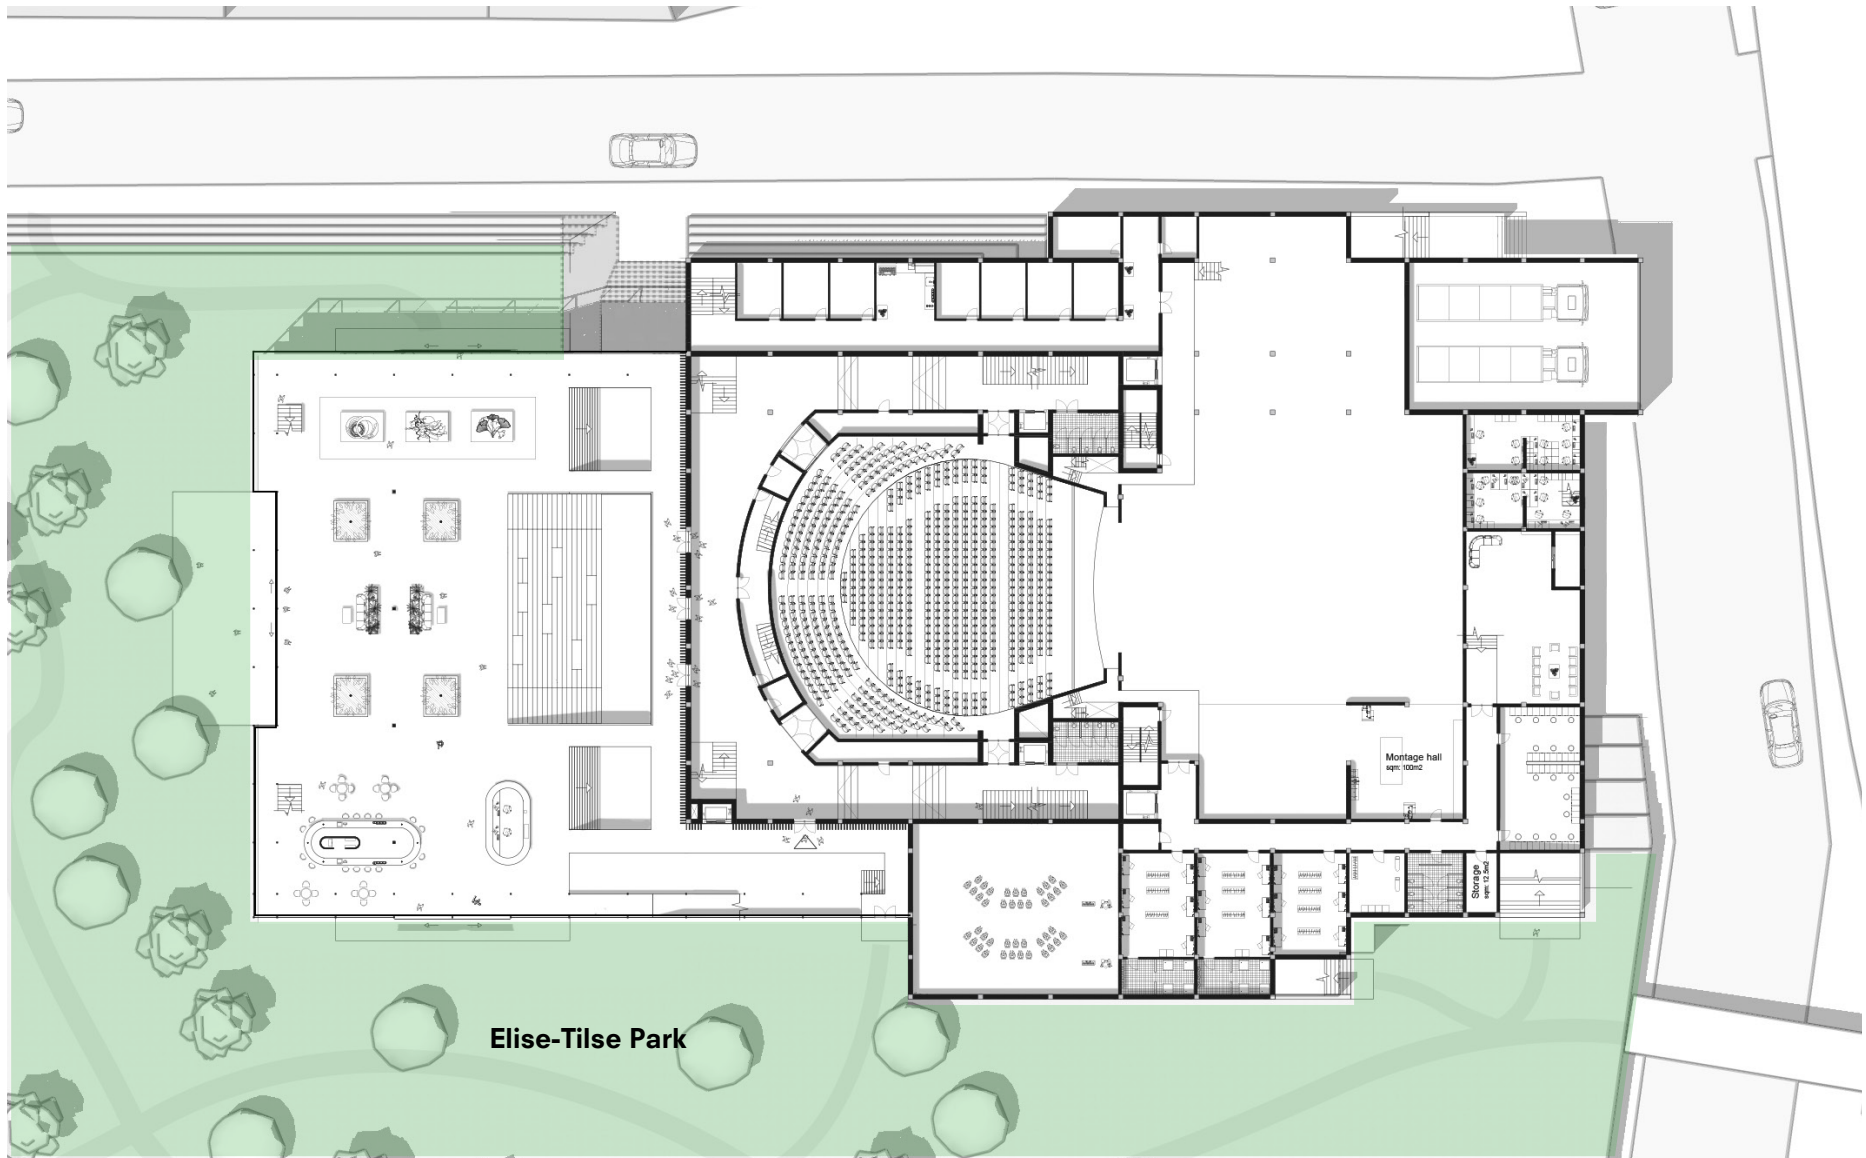 Montage hall
sqm: 100m2
Storage
sqm: 12.5m2
Elise-Tilse Park